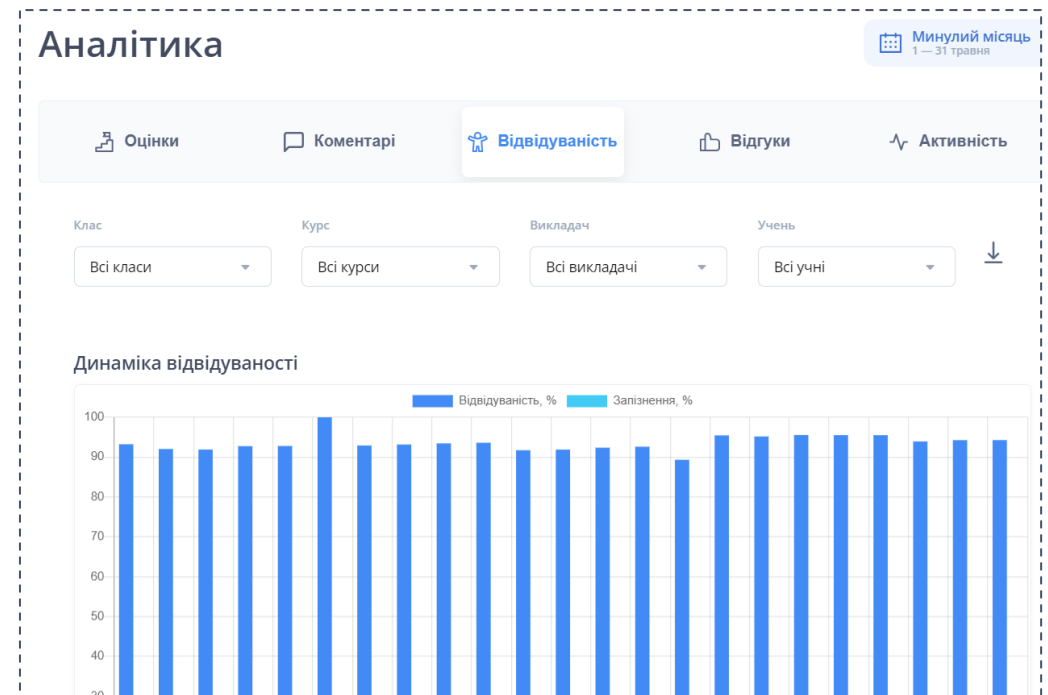 Аналітика
Минулий місяць
1 — 31 травня
Оцінки
Коментарі
Відвідуваність
Відгуки
Активність
Клас
Курс
Викладач
Учень
Всі класи
Всі курси
Всі викладачі
Всі учні
Динаміка відвідуваності
Відвідуваність, %
Запізнення, %
100
90
80
70
60
50
40